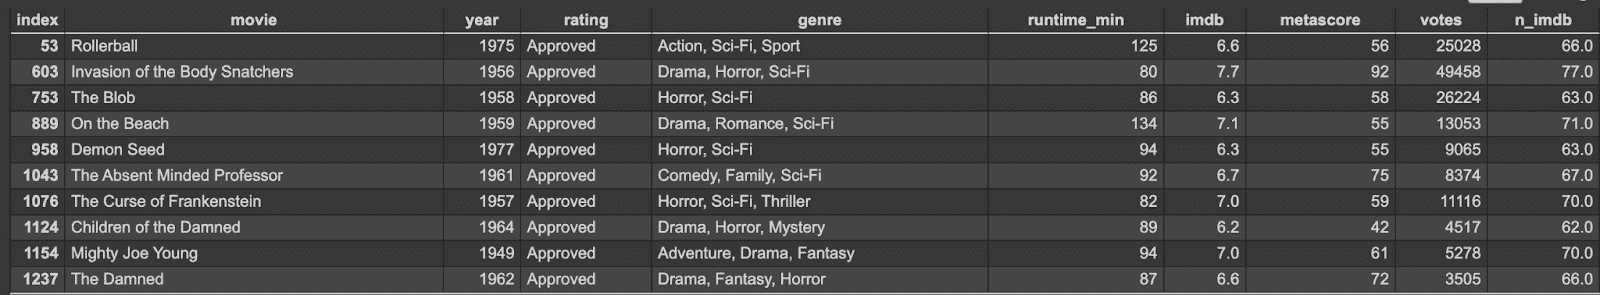 index movie year rating genre runtime_min imdb metascore votes n_imdb
53 Rollerball 1975 Approved Action, Sci-Fi, Sport 125 6.6 56 25028 66.0
603 Invasion of the Body Snatchers 1956 Approved Drama, Horror, Sci-Fi 80 7.7 92 49458 77.0
753 The Blob 1958 Approved Horror, Sci-Fi 86 6.3 58 26224 63.0
889 On the Beach 1959 Approved Drama, Romance, Sci-Fi 134 7.1 55 13053 71.0
958 Demon Seed 1977 Approved Horror, Sci-Fi 94 6.3 55 9065 63.0
1043 The Absent Minded Professor 1961 Approved Comedy, Family, Sci-Fi 92 6.7 75 8374 67.0
1076 The Curse of Frankenstein 1957 Approved Horror, Sci-Fi, Thriller 82 7.0 59 11116 70.0
1124 Children of the Damned 1964 Approved Drama, Horror, Mystery 89 6.2 42 4517 62.0
1154 Mighty Joe Young 1949 Approved Adventure, Drama, Fantasy 94 7.0 61 5278 70.0
1237 The Damned 1962 Approved Drama, Fantasy, Horror 87 6.6 72 3505 66.0